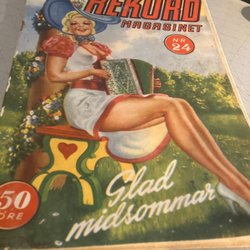 REKORD
MAGASINET
NR
24
50
ÖRE
Glad
midsommar